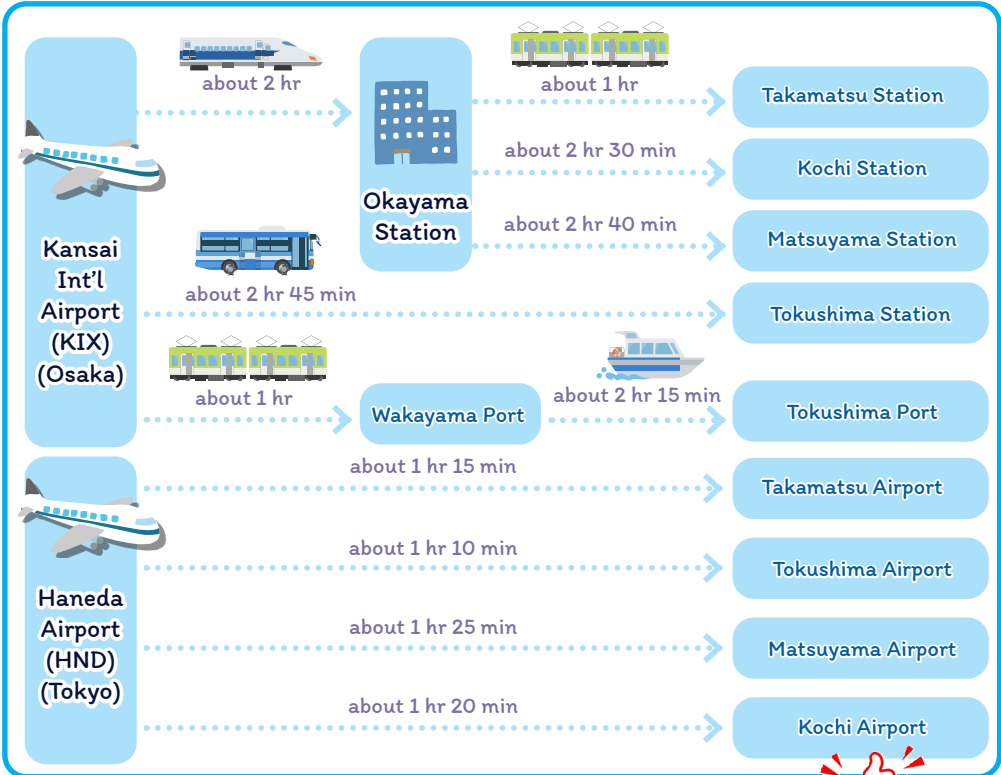 about 2 hr
about 1 hr
Takamatsu Station
about 2 hr 30 min
Kochi Station
Okayama
Station
about 2 hr 40 min
Matsuyama Station
Kansai
Int'l
Airport
(KIX)
(Osaka)
about 2 hr 45 min
Tokushima Station
about 1 hr
Wakayama Port
about 2 hr 15 min
Tokushima Port
Haneda
Airport
(HND)
(Tokyo)
about 1 hr 15 min
Takamatsu Airport
about 1 hr 10 min
Tokushima Airport
about 1 hr 25 min
Matsuyama Airport
about 1 hr 20 min
Kochi Airport